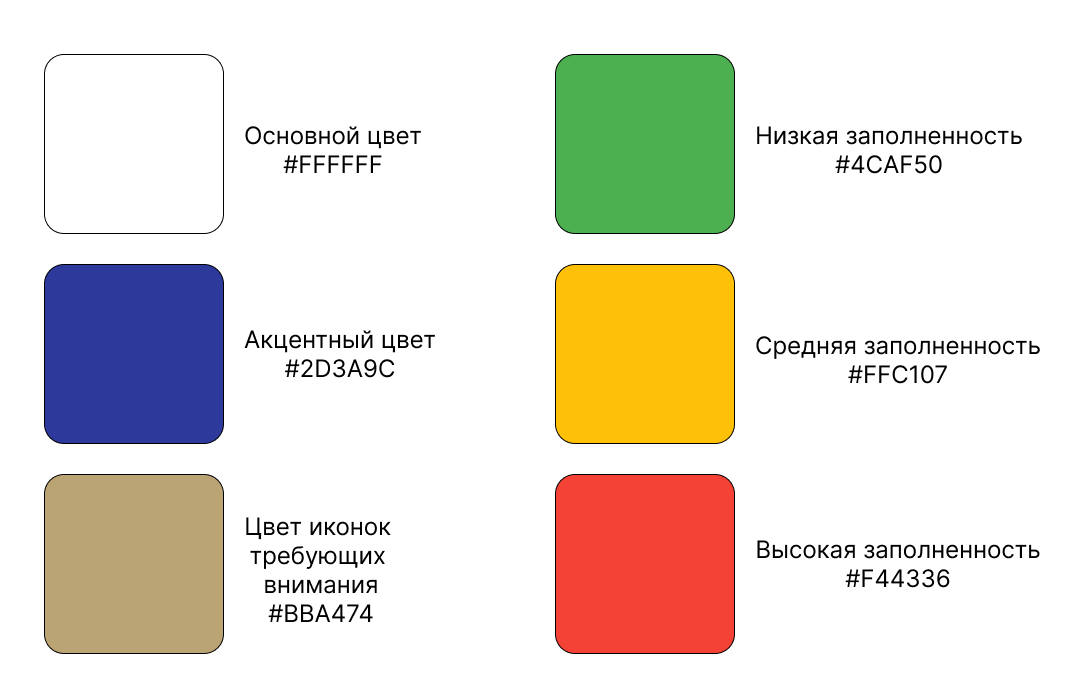 Основной цвет
#FFFFFF
Акцентный цвет
#2D3A9C
Цвет иконок
требующих
внимания
#BBA474
Низкая заполненность
#4CAF50
Средняя заполненность
#FFC107
Высокая заполненность
#F44336